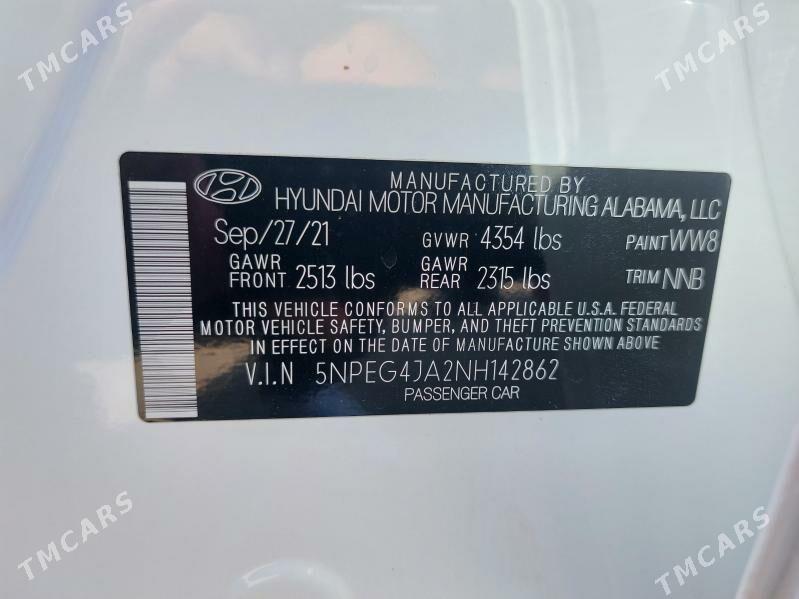 TMCARS
TMCARS
MANUFACTURED BY
HYUNDAI MOTOR MANUFACTURING ALABAMA, LLC
Sep/27/21 GVWR 4354 lbs PAINT WW8
GAWR FRONT 2513 lbs GAWR REAR 2315 lbs TRIM NNB
THIS VEHICLE CONFORMS TO ALL APPLICABLE U.S.A. FEDERAL
MOTOR VEHICLE SAFETY, BUMPER, AND THEFT PREVENTION STANDARDS
IN EFFECT ON THE DATE OF MANUFACTURE SHOWN ABOVE
V.I.N 5NPEG4JA2NH142862
PASSENGER CAR
TMCARS
TMCARS